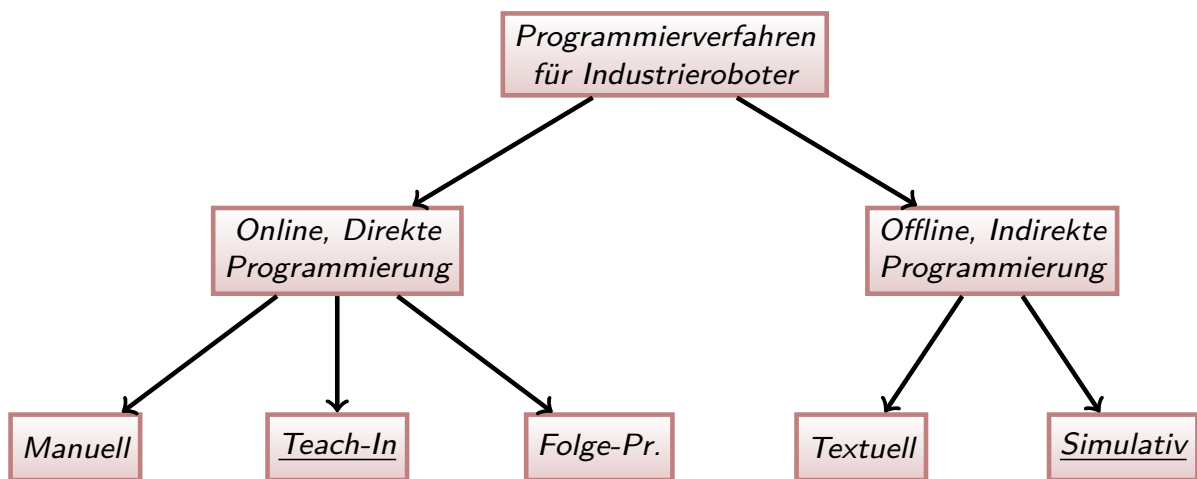 Programmierverfahren
für Industrieroboter
Online, Direkte
Programmierung
Offline, Indirekte
Programmierung
Manuell
Teach-In
Folge-Pr.
Textuell
Simulativ